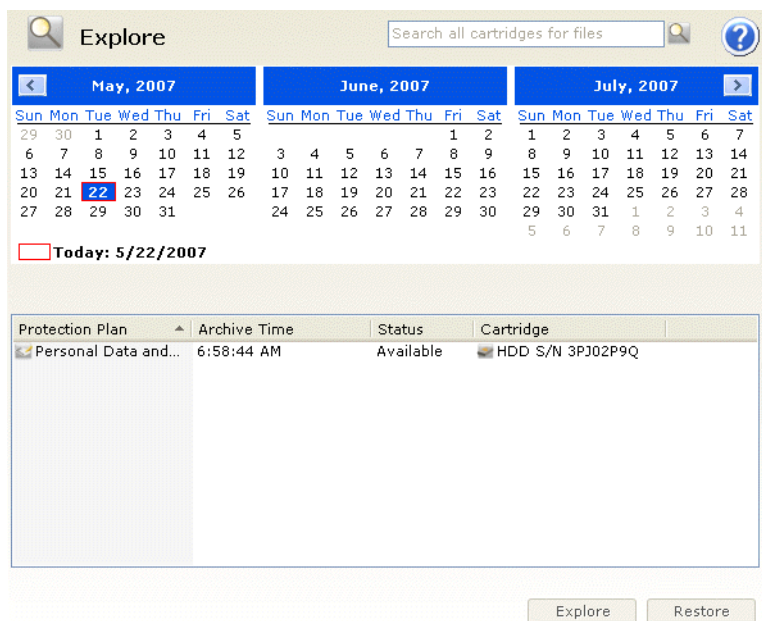 Explore
Search all cartridges for files
?
< May, 2007 June, 2007 July, 2007 >
Sun Mon Tue Wed Thu Fri Sat Sun Mon Tue Wed Thu Fri Sat Sun Mon Tue Wed Thu Fri Sat
29 30 1 2 3 4 5 1 2 1 2 3 4 5 6 7
6 7 8 9 10 11 12 3 4 5 6 7 8 9 8 9 10 11 12 13 14
13 14 15 16 17 18 19 10 11 12 13 14 15 16 15 16 17 18 19 20 21
20 21 22 23 24 25 26 17 18 19 20 21 22 23 22 23 24 25 26 27 28
27 28 29 30 31 24 25 26 27 28 29 30 29 30 31 1 2 3 4
5 6 7 8 9 10 11
Today: 5/22/2007
Protection Plan Archive Time Status Cartridge
Personal Data and... 6:58:44 AM Available HDD S/N 3PJ02P9Q
Explore Restore